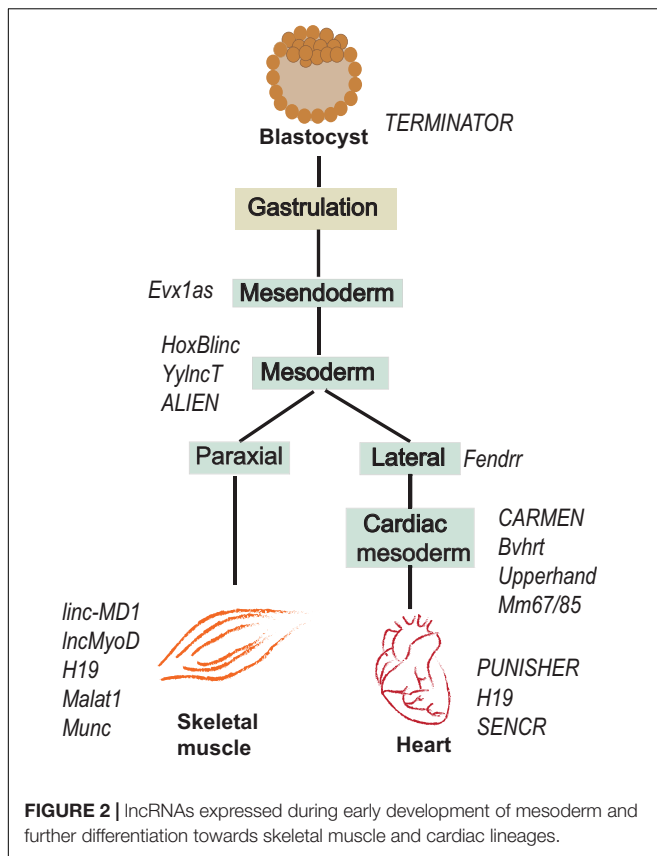 TERMINATOR
Blastocyst
Gastrulation
Evx1as
Mesendoderm
HoxBlinc
YylncT
ALIEN
Mesoderm
Paraxial
Lateral
Fendrr
Cardiac
mesoderm
CARMEN
Bvhrt
Upperhand
Mm67/85
linc-MD1
lncMyoD
H19
Malat1
Munc
Skeletal
muscle
PUNISHER
H19
SENCR
Heart
FIGURE 2 | lncRNAs expressed during early development of mesoderm and
further differentiation towards skeletal muscle and cardiac lineages.